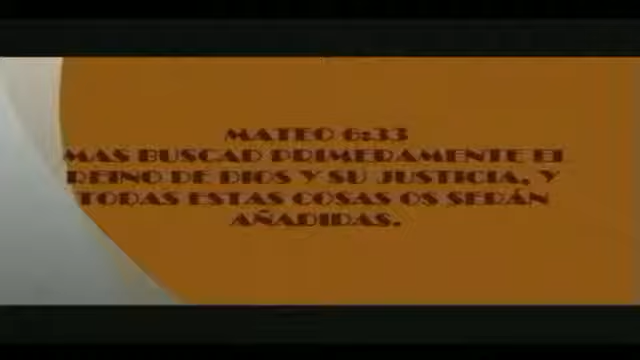 MATEO 6:33
MAS BUSCAD PRIMERAMENTE EL
REINO DE DIOS Y SU JUSTICIA, Y
TODAS ESTAS COSAS OS SERÁN
AÑADIDAS.